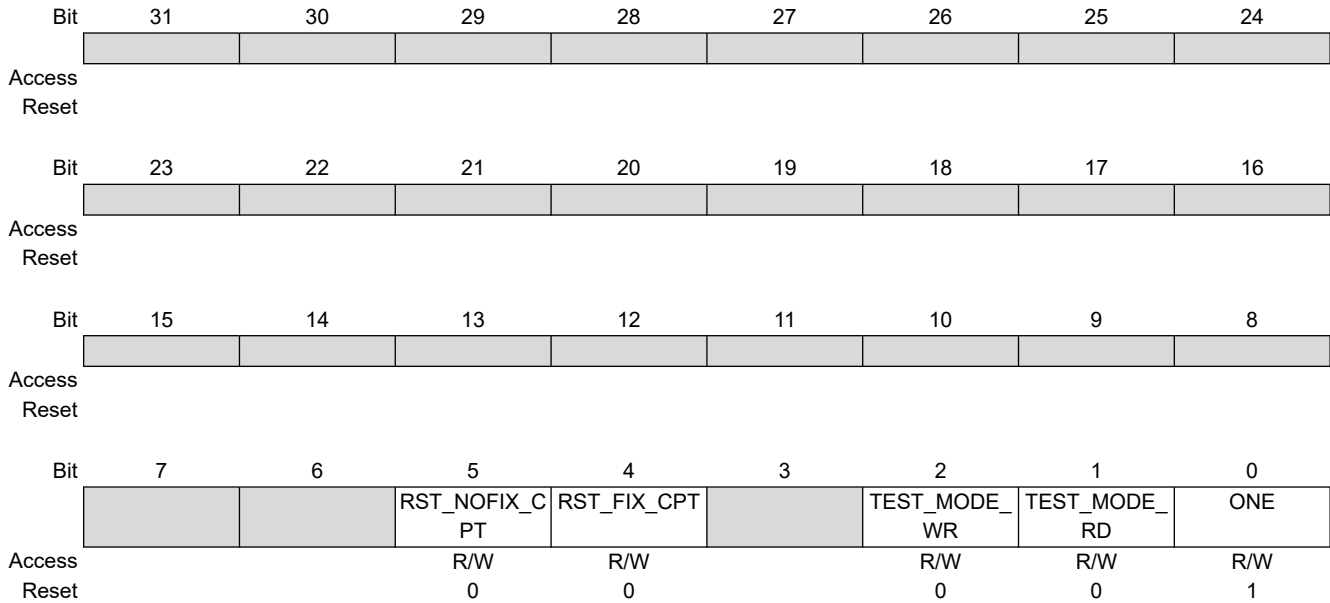 Bit 31 30 29 28 27 26 25 24
Access
Reset
Bit 23 22 21 20 19 18 17 16
Access
Reset
Bit 15 14 13 12 11 10 9 8
Access
Reset
Bit 7 6 5 4 3 2 1 0
RST_NOFIX_C RST_FIX_CPT TEST_MODE_ TEST_MODE_ ONE
PT WR RD
Access R/W R/W R/W R/W R/W
Reset 0 0 0 0 1